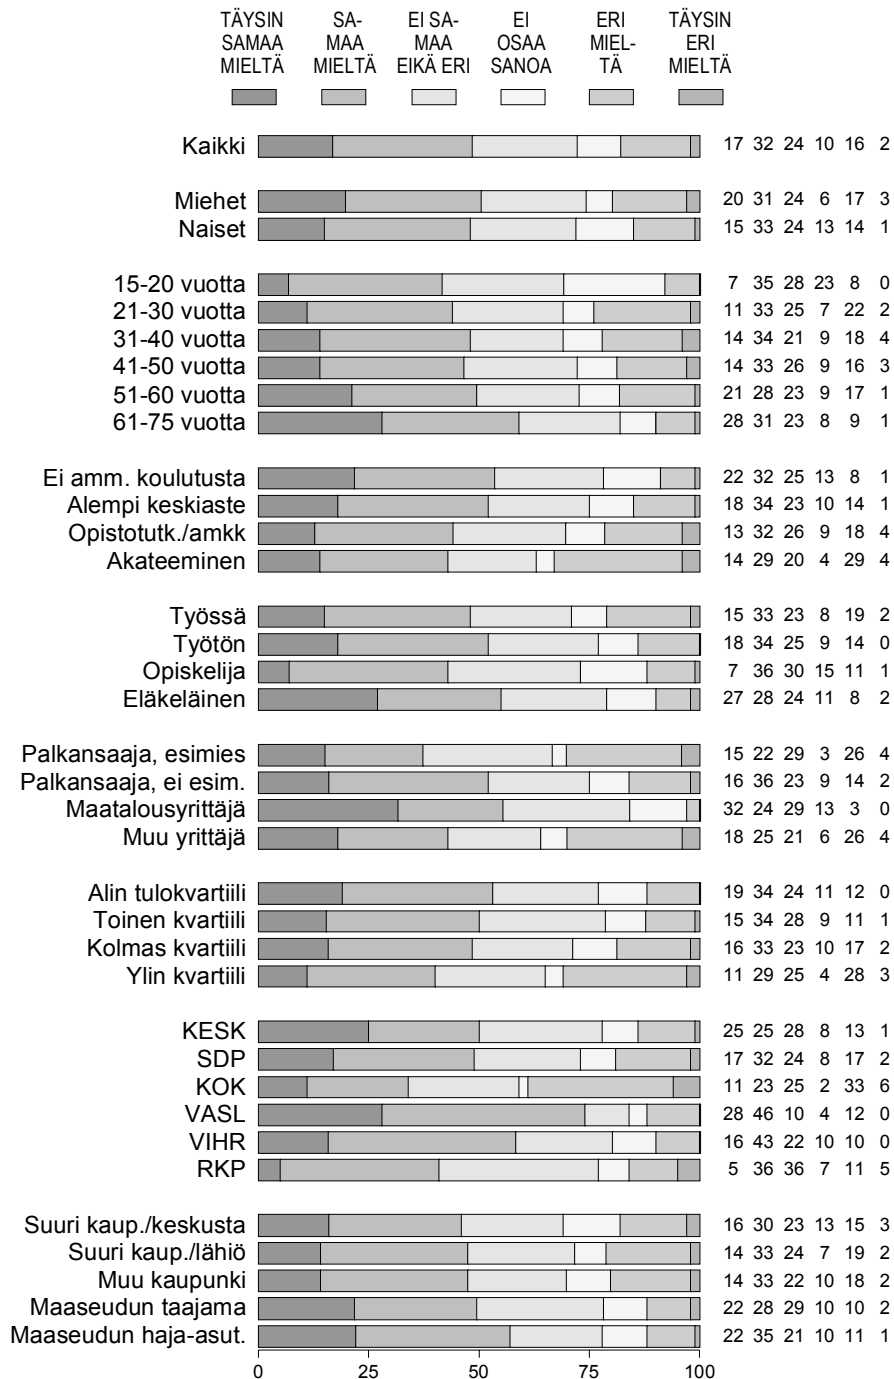 TÄYSIN SA- EI SA- EI ERI TÄYSIN
SAMAA MAA MAA OSAA MIEL- ERI
MIELTÄ MIELTÄ EIKÄ ERI SANOA TÄ MIELTÄ
Kaikki 17 32 24 10 16 2
Miehet 20 31 24 6 17 3
Naiset 15 33 24 13 14 1
15-20 vuotta 7 35 28 23 8 0
21-30 vuotta 11 33 25 7 22 2
31-40 vuotta 14 34 21 9 18 4
41-50 vuotta 14 33 26 9 16 3
51-60 vuotta 21 28 23 9 17 1
61-75 vuotta 28 31 23 8 9 1
Ei amm. koulutusta 22 32 25 13 8 1
Alempi keskiaste 18 34 23 10 14 1
Opistotutk./amkk 13 32 26 9 18 4
Akateeminen 14 29 20 4 29 4
Työssä 15 33 23 8 19 2
Työtön 18 34 25 9 14 0
Opiskelija 7 36 30 15 11 1
Eläkeläinen 27 28 24 11 8 2
Palkansaaja, esimies 15 22 29 3 26 4
Palkansaaja, ei esim. 16 36 23 9 14 2
Maatalousyrittäjä 32 24 29 13 3 0
Muu yrittäjä 18 25 21 6 26 4
Alin tulokvartiili 19 34 24 11 12 0
Toinen kvartiili 15 34 28 9 11 1
Kolmas kvartiili 16 33 23 10 17 2
Ylin kvartiili 11 29 25 4 28 3
KESK 25 25 28 8 13 1
SDP 17 32 24 8 17 2
KOK 11 23 25 2 33 6
VASL 28 46 10 4 12 0
VIHR 16 43 22 10 10 0
RKP 5 36 36 7 11 5
Suuri kaup./keskusta 16 30 23 13 15 3
Suuri kaup./lähiö 14 33 24 7 19 2
Muu kaupunki 14 33 22 10 18 2
Maaseudun taajama 22 28 29 10 10 2
Maaseudun haja-asut. 22 35 21 10 11 1
0 25 50 75 100